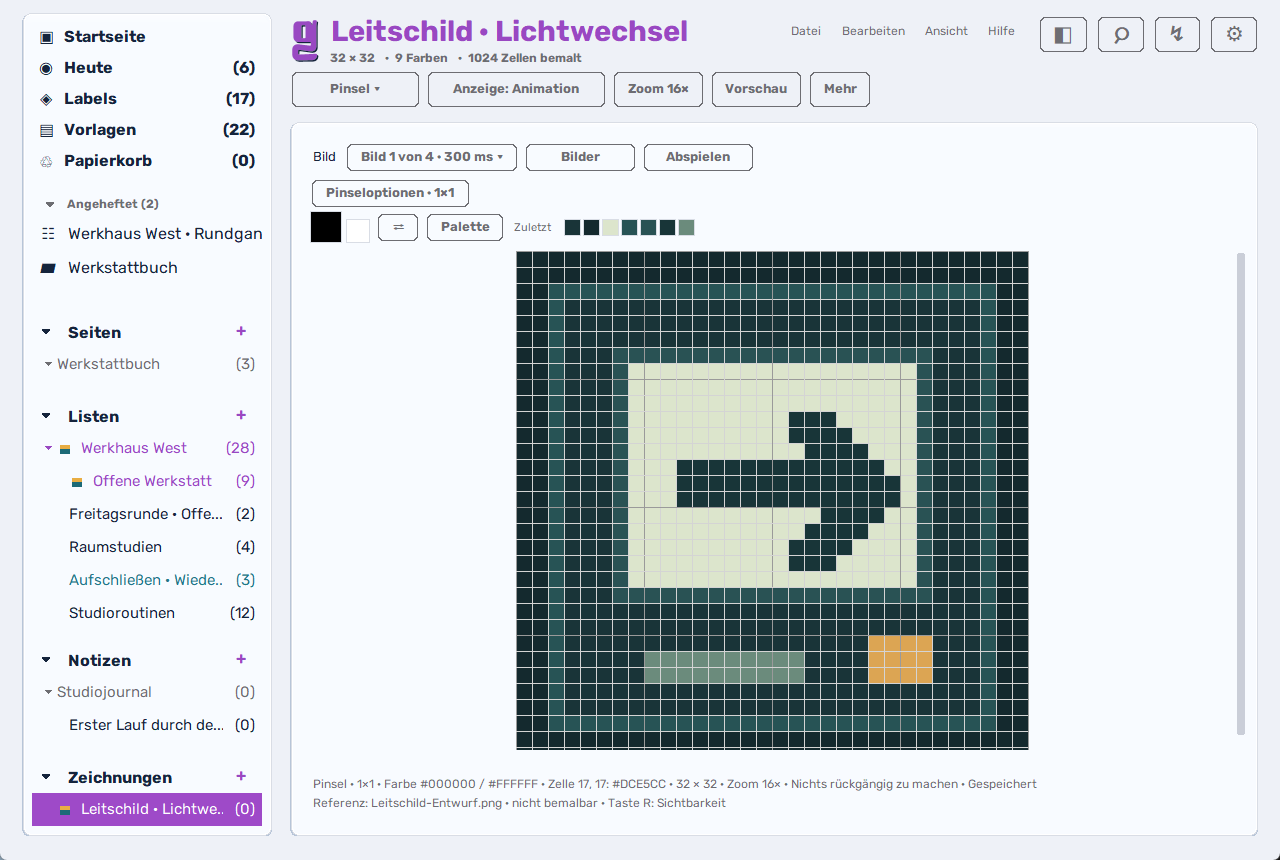 Startseite
Heute (6)
Labels (17)
Vorlagen (22)
Papierkorb (0)
Angeheftet (2)
Werkhaus West • Rundgan
Werkstattbuch
Seiten +
Werkstattbuch (3)
Listen +
Werkhaus West (28)
Offene Werkstatt (9)
Freitagsrunde • Offe... (2)
Raumstudien (4)
Aufschließen • Wiede.. (3)
Studioroutinen (12)
Notizen +
Studiojournal (0)
Erster Lauf durch de... (0)
Zeichnungen +
Leitschild • Lichtwe.. (0)
g Leitschild • Lichtwechsel
32 × 32 • 9 Farben • 1024 Zellen bemalt
Datei Bearbeiten Ansicht Hilfe
Pinsel ▾ Anzeige: Animation Zoom 16× Vorschau Mehr
Bild Bild 1 von 4 • 300 ms ▾ Bilder Abspielen
Pinseloptionen • 1×1
⇄ Palette Zuletzt
Pinsel • 1×1 • Farbe #000000 / #FFFFFF • Zelle 17, 17: #DCE5CC • 32 × 32 • Zoom 16× • Nichts rückgängig zu machen • Gespeichert
Referenz: Leitschild-Entwurf.png • nicht bemalbar • Taste R: Sichtbarkeit